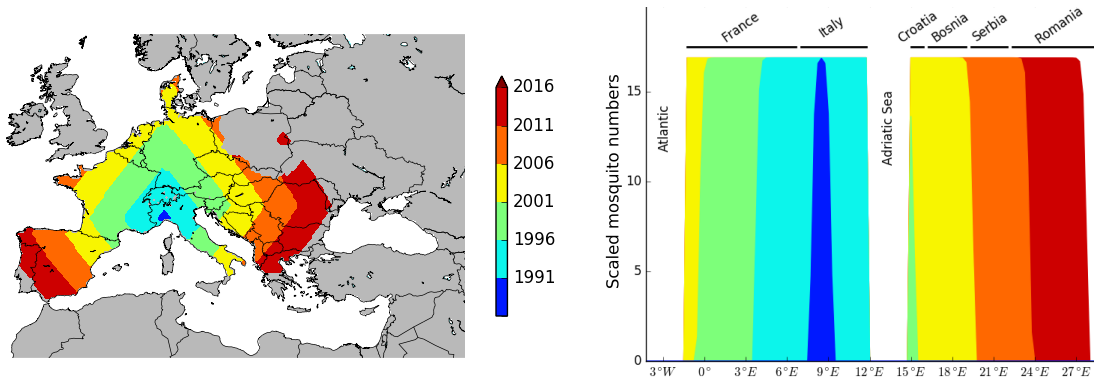 2016
2011
2006
2001
1996
1991
Scaled mosquito numbers
15
10
5
0
France
Italy
Croatia
Bosnia
Serbia
Romania
Atlantic
Adriatic Sea
3°W 0° 3°E 6°E 9°E 12°E 15°E 18°E 21°E 24°E 27°E